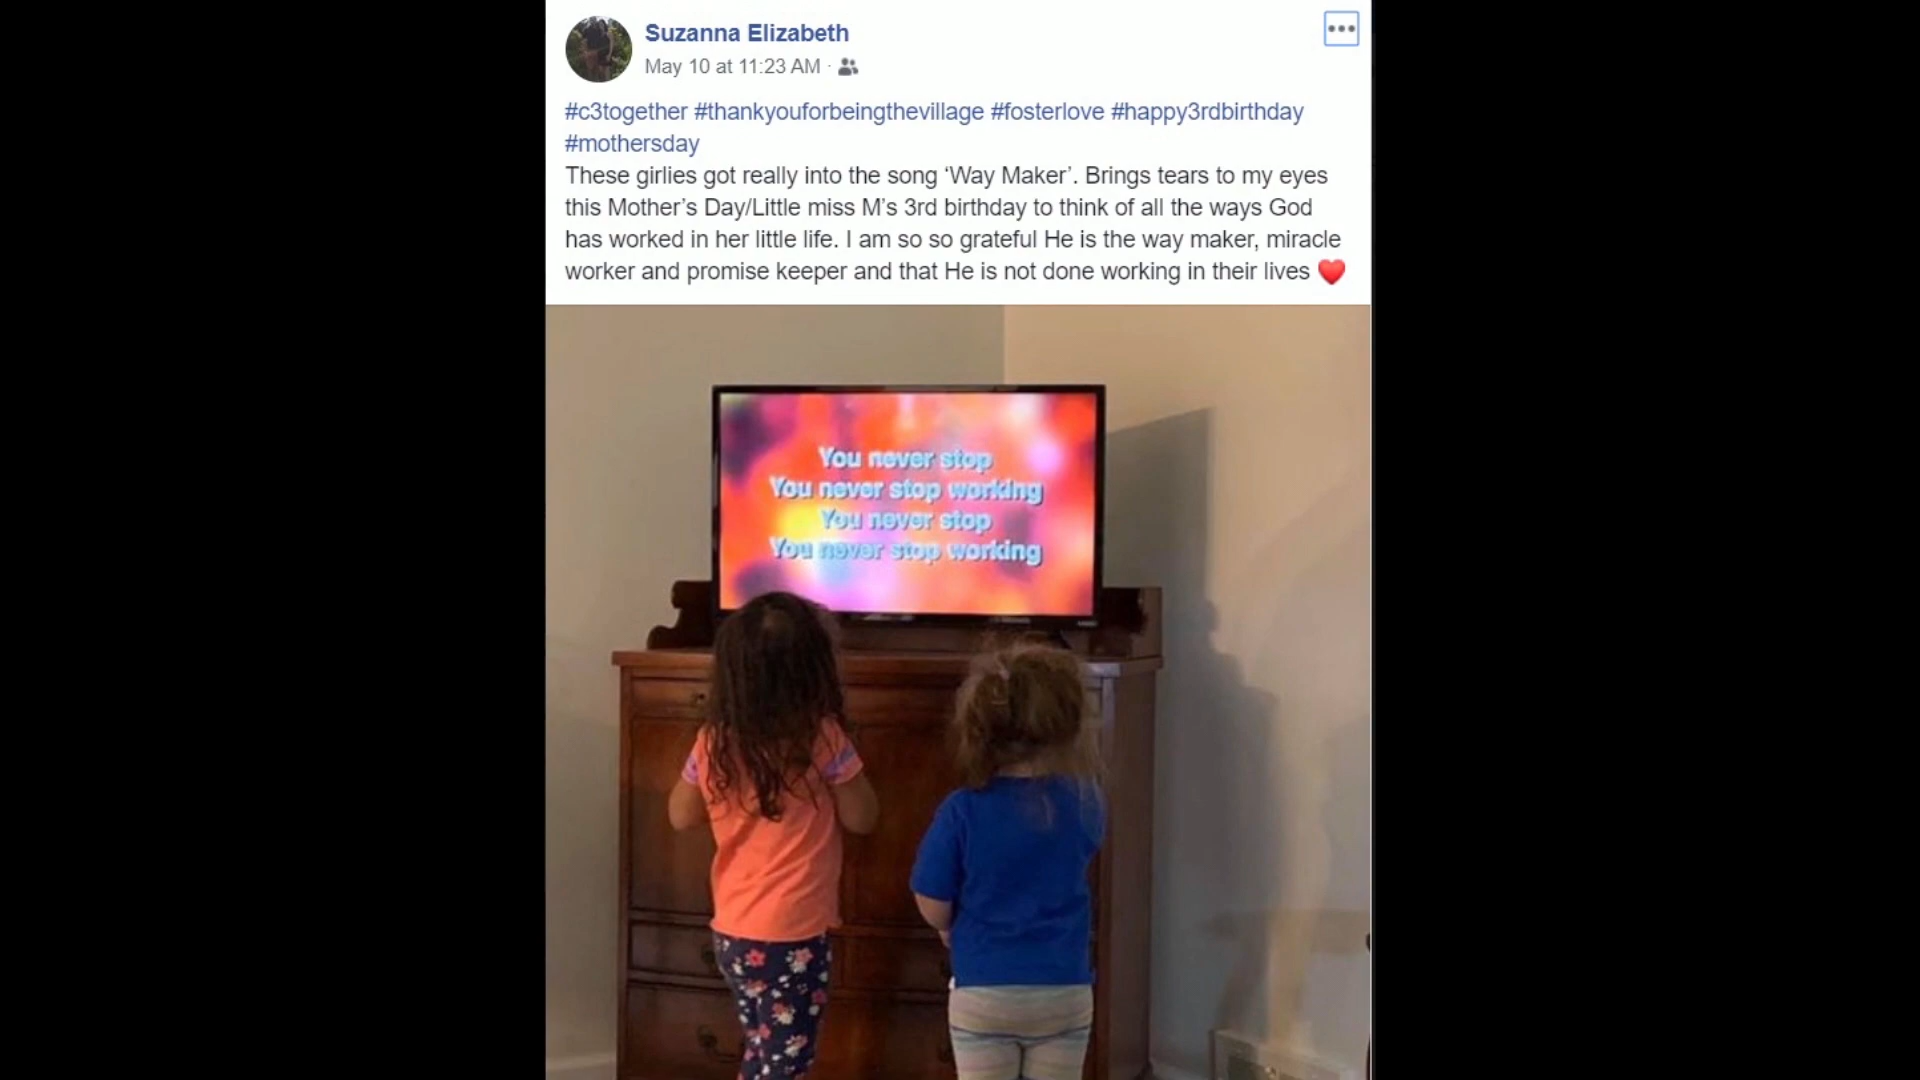 Suzanna Elizabeth
May 10 at 11:23 AM ·
#c3together #thankyouforbeingthevillage #fosterlove #happy3rdbirthday
#mothersday
These girlies got really into the song ‘Way Maker’. Brings tears to my eyes
this Mother’s Day/Little miss M’s 3rd birthday to think of all the ways God
has worked in her little life. I am so so grateful He is the way maker, miracle
worker and promise keeper and that He is not done working in their lives ❤️
You never stop
You never stop working
You never stop
You never stop working